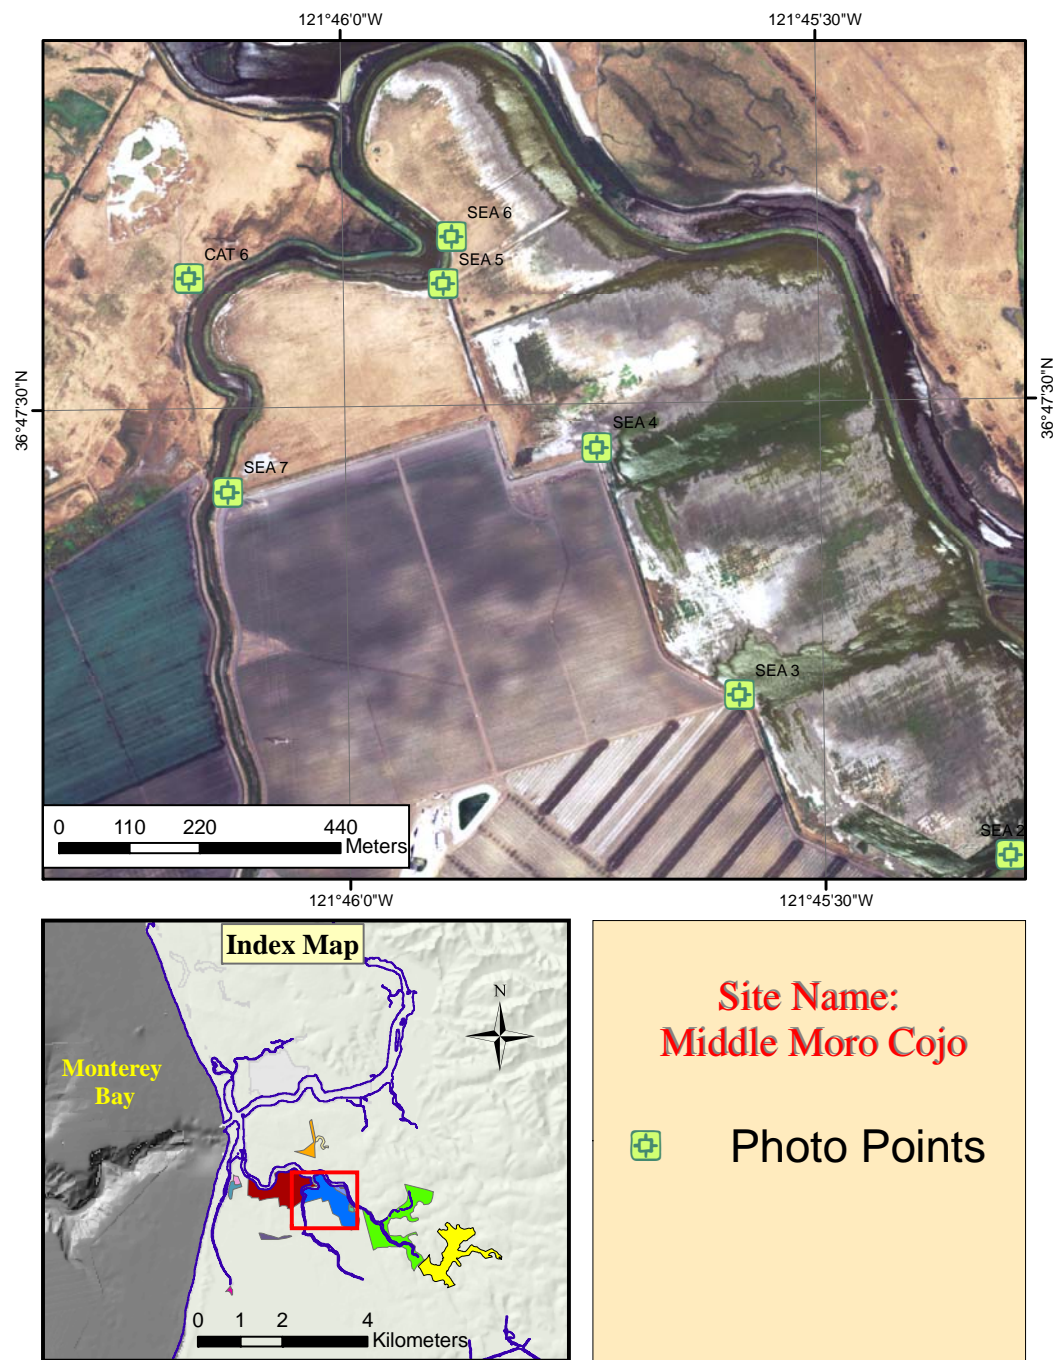 121°46'0"W
121°45'30"W
SEA 6
CAT 6
SEA 5
36°47'30"N
36°47'30"N
SEA 4
SEA 7
SEA 3
SEA 2
0 110 220 440
Meters
121°46'0"W
121°45'30"W
Index Map
N
Monterey
Bay
0 1 2 4
Kilometers
Site Name:
Middle Moro Cojo
Photo Points